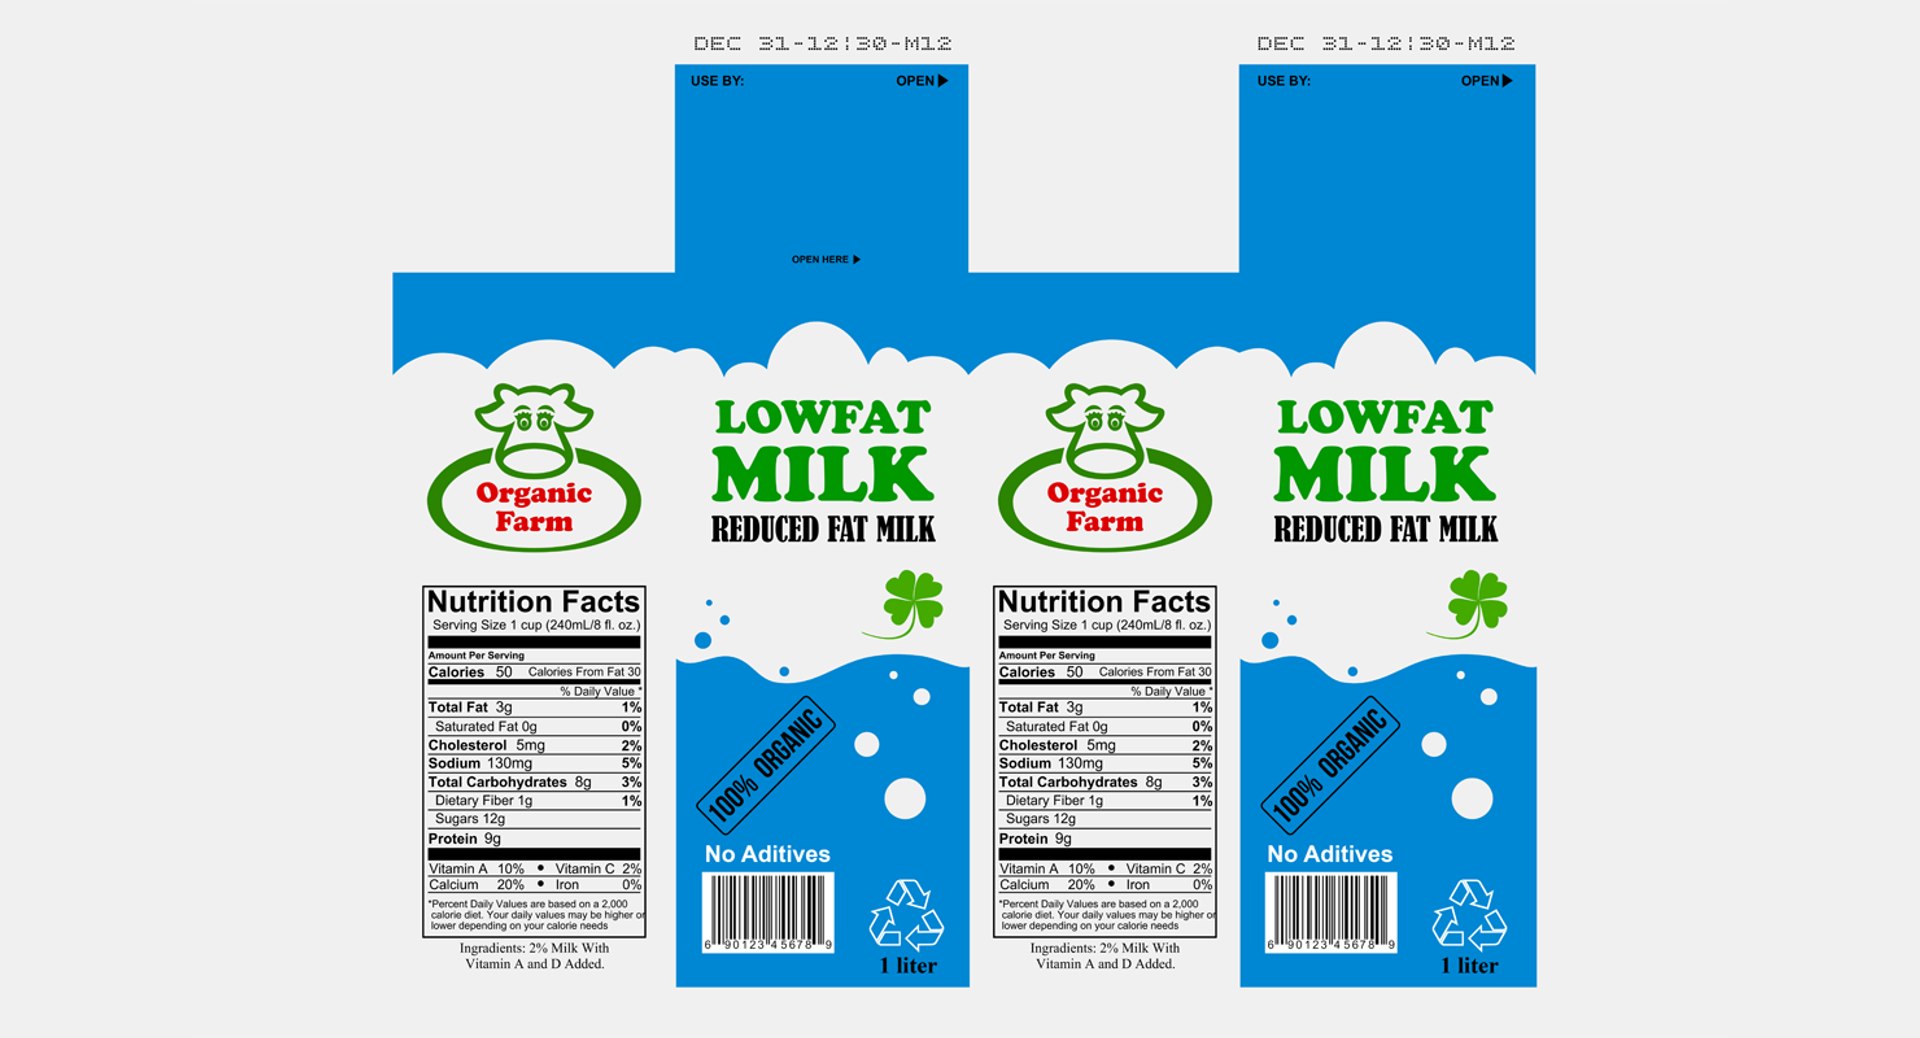 DEC 31-12:30-M12
DEC 31-12:30-M12
USE BY:
OPEN
USE BY:
OPEN
OPEN HERE
Organic
Farm
LOWFAT
MILK
REDUCED FAT MILK
Organic
Farm
LOWFAT
MILK
REDUCED FAT MILK
Nutrition Facts
Serving Size 1 cup (240mL/8 fl. oz.)
Amount Per Serving
Calories 50 Calories From Fat 30
% Daily Value *
Total Fat 3g 1%
Saturated Fat 0g 0%
Cholesterol 5mg 2%
Sodium 130mg 5%
Total Carbohydrates 8g 3%
Dietary Fiber 1g 1%
Sugars 12g
Protein 9g
Vitamin A 10% • Vitamin C 2%
Calcium 20% • Iron 0%
*Percent Daily Values are based on a 2,000
calorie diet. Your daily values may be higher or
lower depending on your calorie needs
Ingradients: 2% Milk With
Vitamin A and D Added.
100% ORGANIC
No Aditives
6 90123 45678 9
1 liter
Nutrition Facts
Serving Size 1 cup (240mL/8 fl. oz.)
Amount Per Serving
Calories 50 Calories From Fat 30
% Daily Value *
Total Fat 3g 1%
Saturated Fat 0g 0%
Cholesterol 5mg 2%
Sodium 130mg 5%
Total Carbohydrates 8g 3%
Dietary Fiber 1g 1%
Sugars 12g
Protein 9g
Vitamin A 10% • Vitamin C 2%
Calcium 20% • Iron 0%
*Percent Daily Values are based on a 2,000
calorie diet. Your daily values may be higher or
lower depending on your calorie needs
Ingradients: 2% Milk With
Vitamin A and D Added.
100% ORGANIC
No Aditives
6 90123 45678 9
1 liter